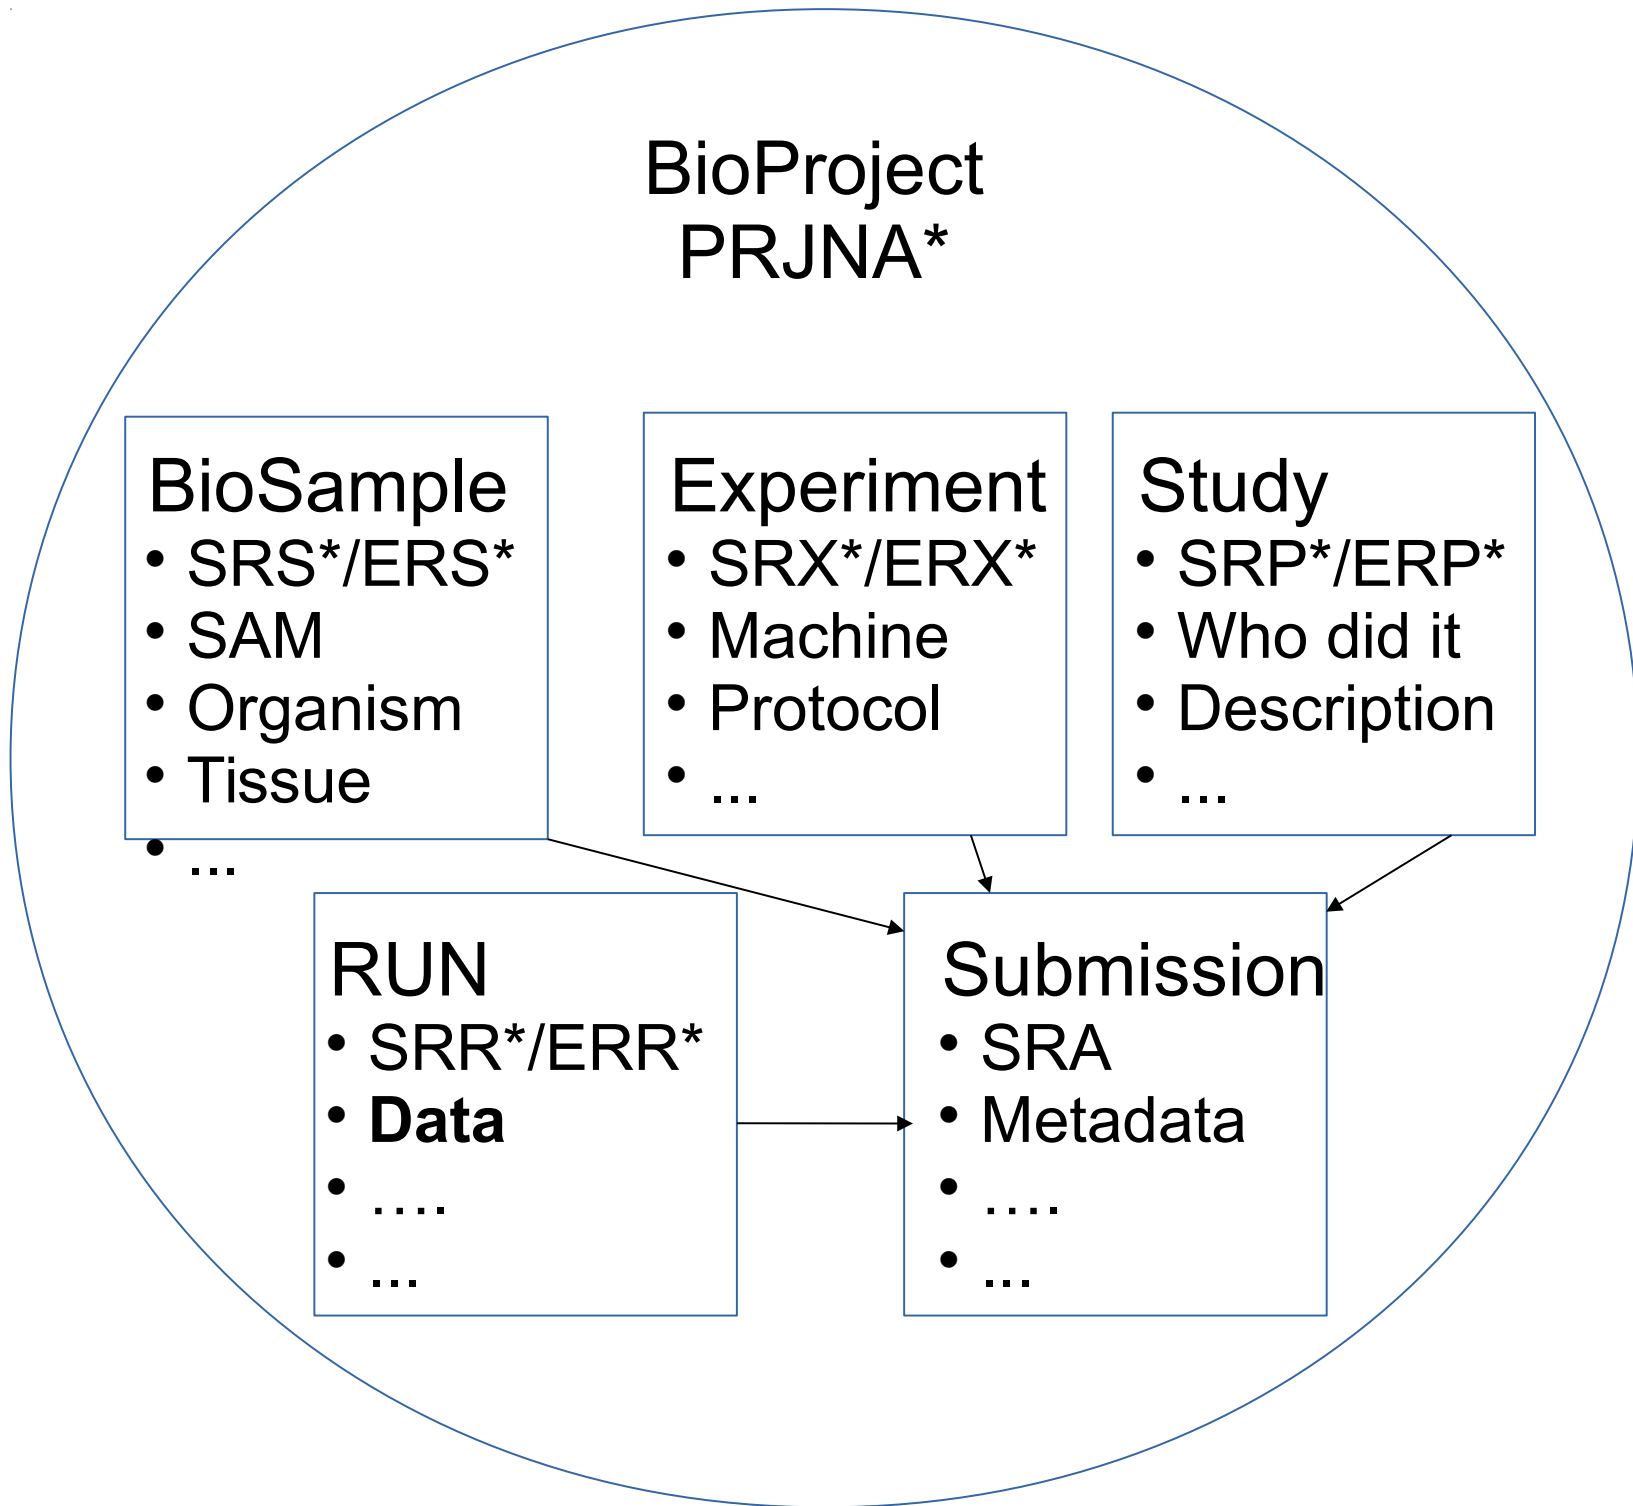 BioProject
PRJNA*
BioSample
• SRS*/ERS*
• SAM
• Organism
• Tissue
• ...
Experiment
• SRX*/ERX*
• Machine
• Protocol
• ...
Study
• SRP*/ERP*
• Who did it
• Description
• ...
RUN
• SRR*/ERR*
• Data
• ....
• ...
Submission
• SRA
• Metadata
• ....
• ...